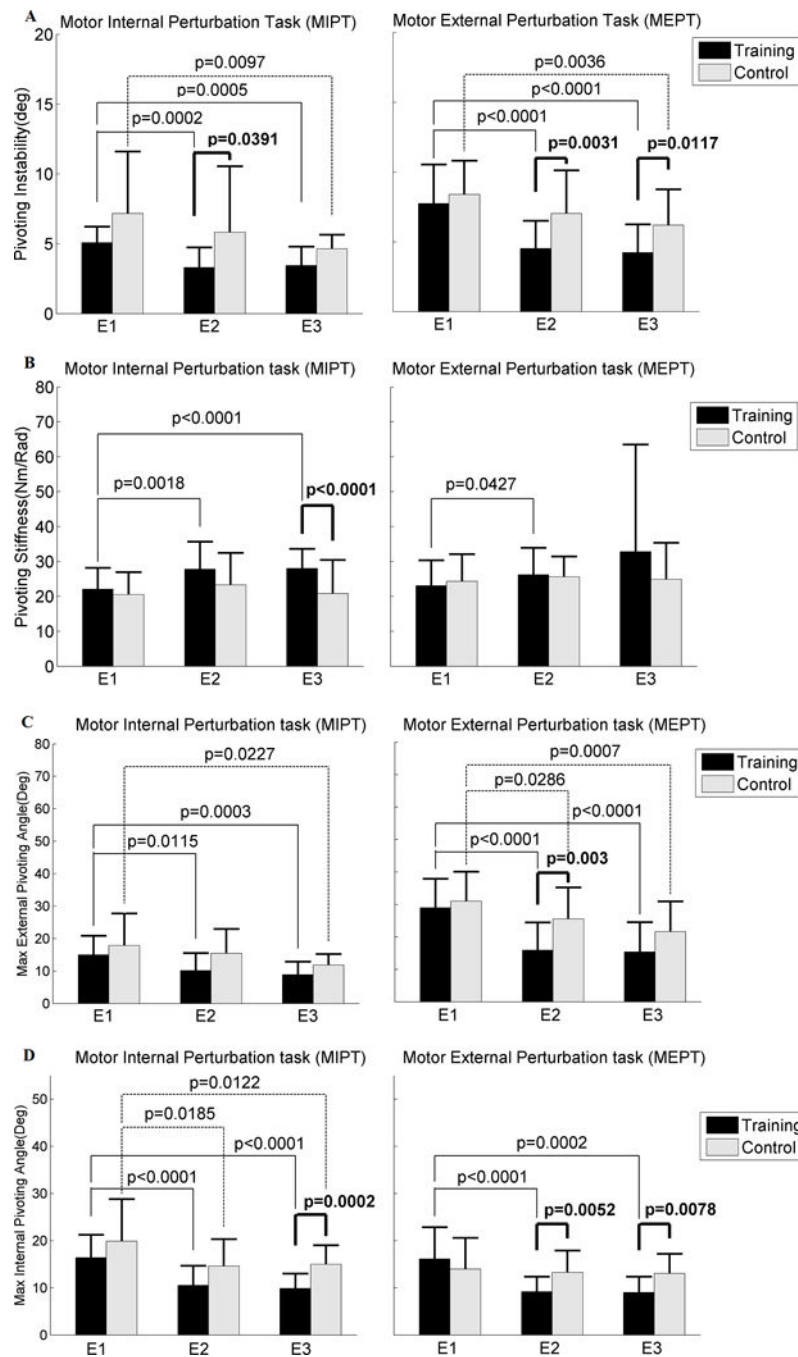 A
Motor Internal Perturbation Task (MIPT)
Motor External Perturbation Task (MEPT)
Training
Control
Pivoting Instability(deg)
20
15
10
5
0
p=0.0097
p=0.0005
p=0.0002
p=0.0391
E1
E2
E3
p=0.0036
p<0.0001
p<0.0001
p=0.0031
p=0.0117
E1
E2
E3
B
Motor Internal Perturbation task (MIPT)
Motor External Perturbation task (MEPT)
Training
Control
Pivoting Stiffness(Nm/Rad)
80
70
60
50
40
30
20
10
0
p<0.0001
p=0.0018
p<0.0001
E1
E2
E3
p=0.0427
E1
E2
E3
C
Motor Internal Perturbation task (MIPT)
Motor External Perturbation task (MEPT)
Training
Control
Max External Pivoting Angle(Deg)
80
70
60
50
40
30
20
10
0
p=0.0227
p=0.0003
p=0.0115
E1
E2
E3
p=0.0007
p=0.0286
p<0.0001
p<0.0001
p=0.003
E1
E2
E3
D
Motor Internal Perturbation task (MIPT)
Motor External Perturbation task (MEPT)
Training
Control
Max Internal Pivoting Angle(Deg)
50
40
30
20
10
0
p=0.0122
p=0.0185
p<0.0001
p<0.0001
p=0.0002
E1
E2
E3
p=0.0002
p<0.0001
p=0.0052
p=0.0078
E1
E2
E3